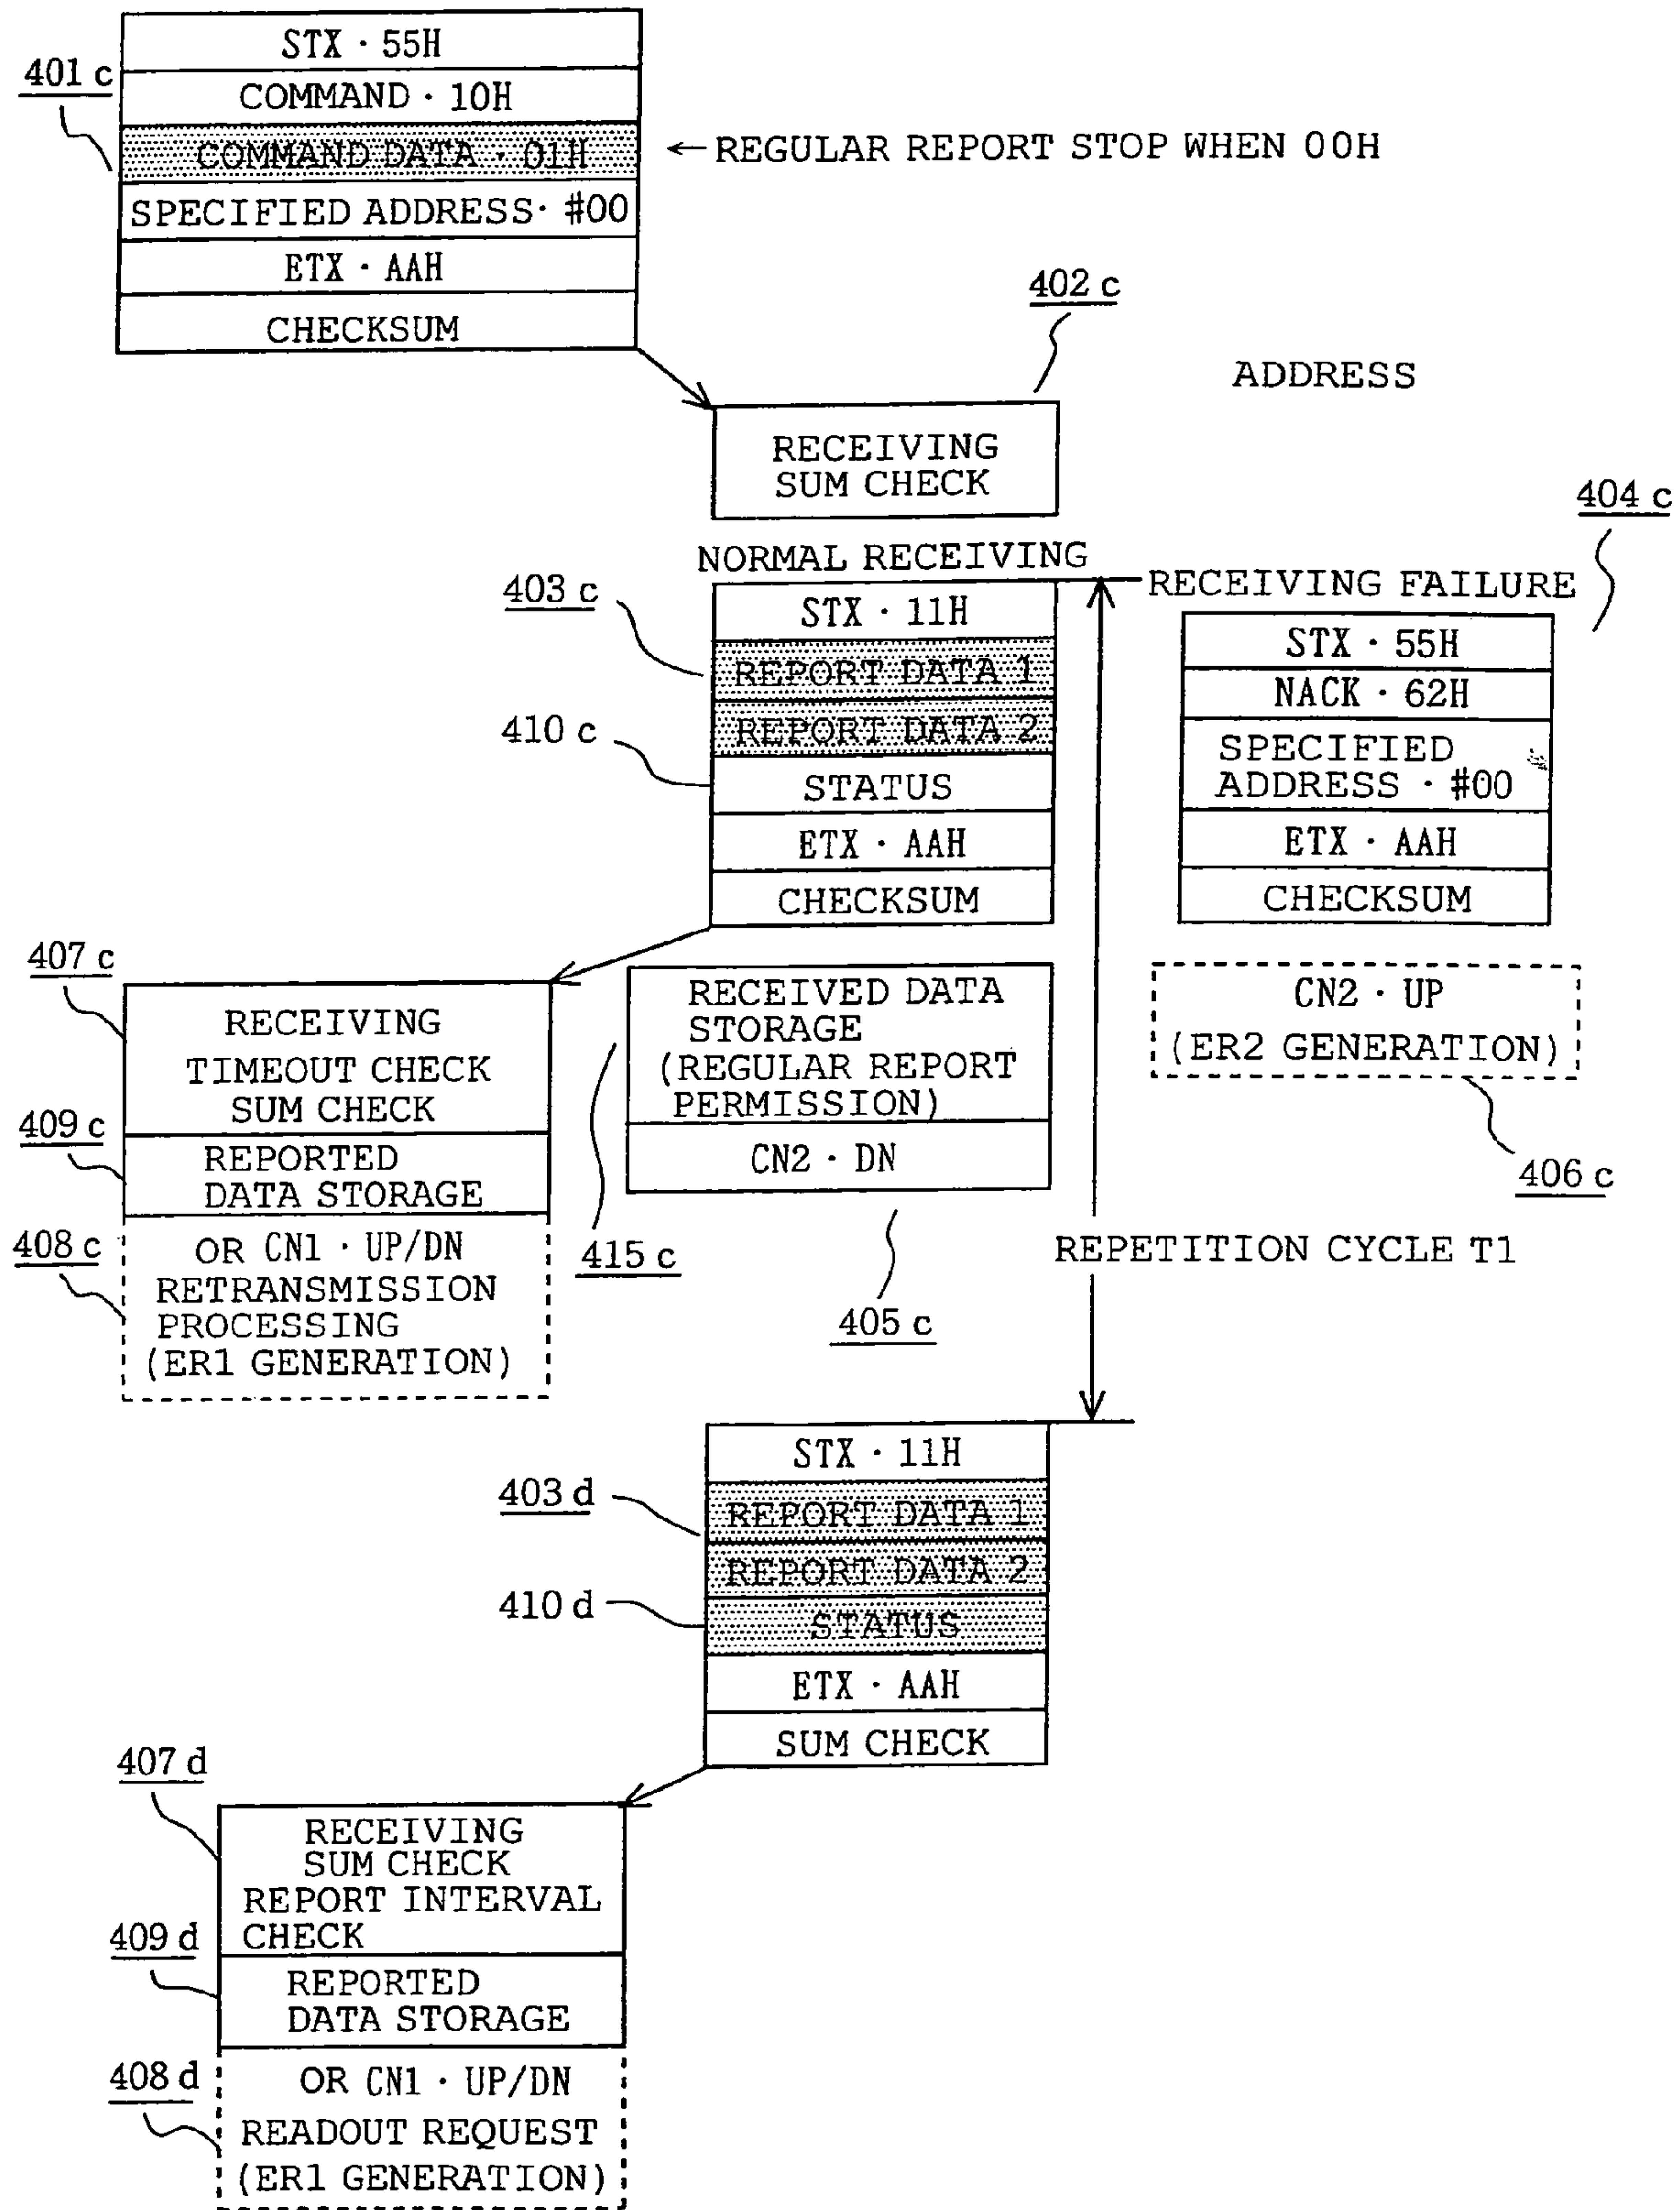 STX · 55H
401 c
COMMAND · 10H
COMMAND DATA · 01H
← REGULAR REPORT STOP WHEN 00H
SPECIFIED ADDRESS · #00
ETX · AAH
CHECKSUM
402 c
ADDRESS
RECEIVING
SUM CHECK
404 c
NORMAL RECEIVING
RECEIVING FAILURE
403 c
STX · 11H
REPORT DATA 1
REPORT DATA 2
410 c
STATUS
ETX · AAH
CHECKSUM
STX · 55H
NACK · 62H
SPECIFIED
ADDRESS · #00
ETX · AAH
CHECKSUM
407 c
RECEIVING
TIMEOUT CHECK
SUM CHECK
409 c
REPORTED
DATA STORAGE
408 c
OR CN1 · UP/DN
RETRANSMISSION
PROCESSING
(ER1 GENERATION)
RECEIVED DATA
STORAGE
(REGULAR REPORT
PERMISSION)
CN2 · DN
415 c
405 c
CN2 · UP
(ER2 GENERATION)
406 c
REPETITION CYCLE T1
STX · 11H
403 d
REPORT DATA 1
REPORT DATA 2
410 d
STATUS
ETX · AAH
SUM CHECK
407 d
RECEIVING
SUM CHECK
REPORT INTERVAL
CHECK
409 d
REPORTED
DATA STORAGE
408 d
OR CN1 · UP/DN
READOUT REQUEST
(ER1 GENERATION)